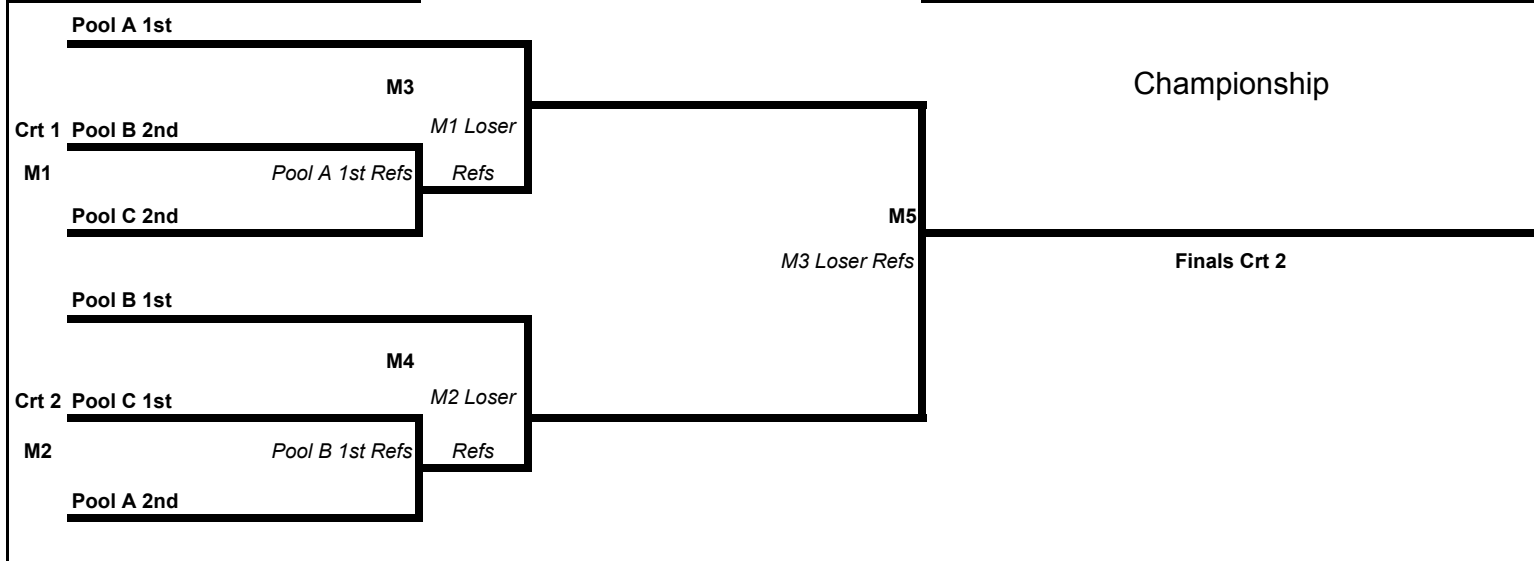 Pool A 1st
M3
Championship
Crt 1 Pool B 2nd
M1 Loser
M1
Pool A 1st Refs
Refs
Pool C 2nd
M5
M3 Loser Refs
Finals Crt 2
Pool B 1st
M4
Crt 2 Pool C 1st
M2 Loser
M2
Pool B 1st Refs
Refs
Pool A 2nd